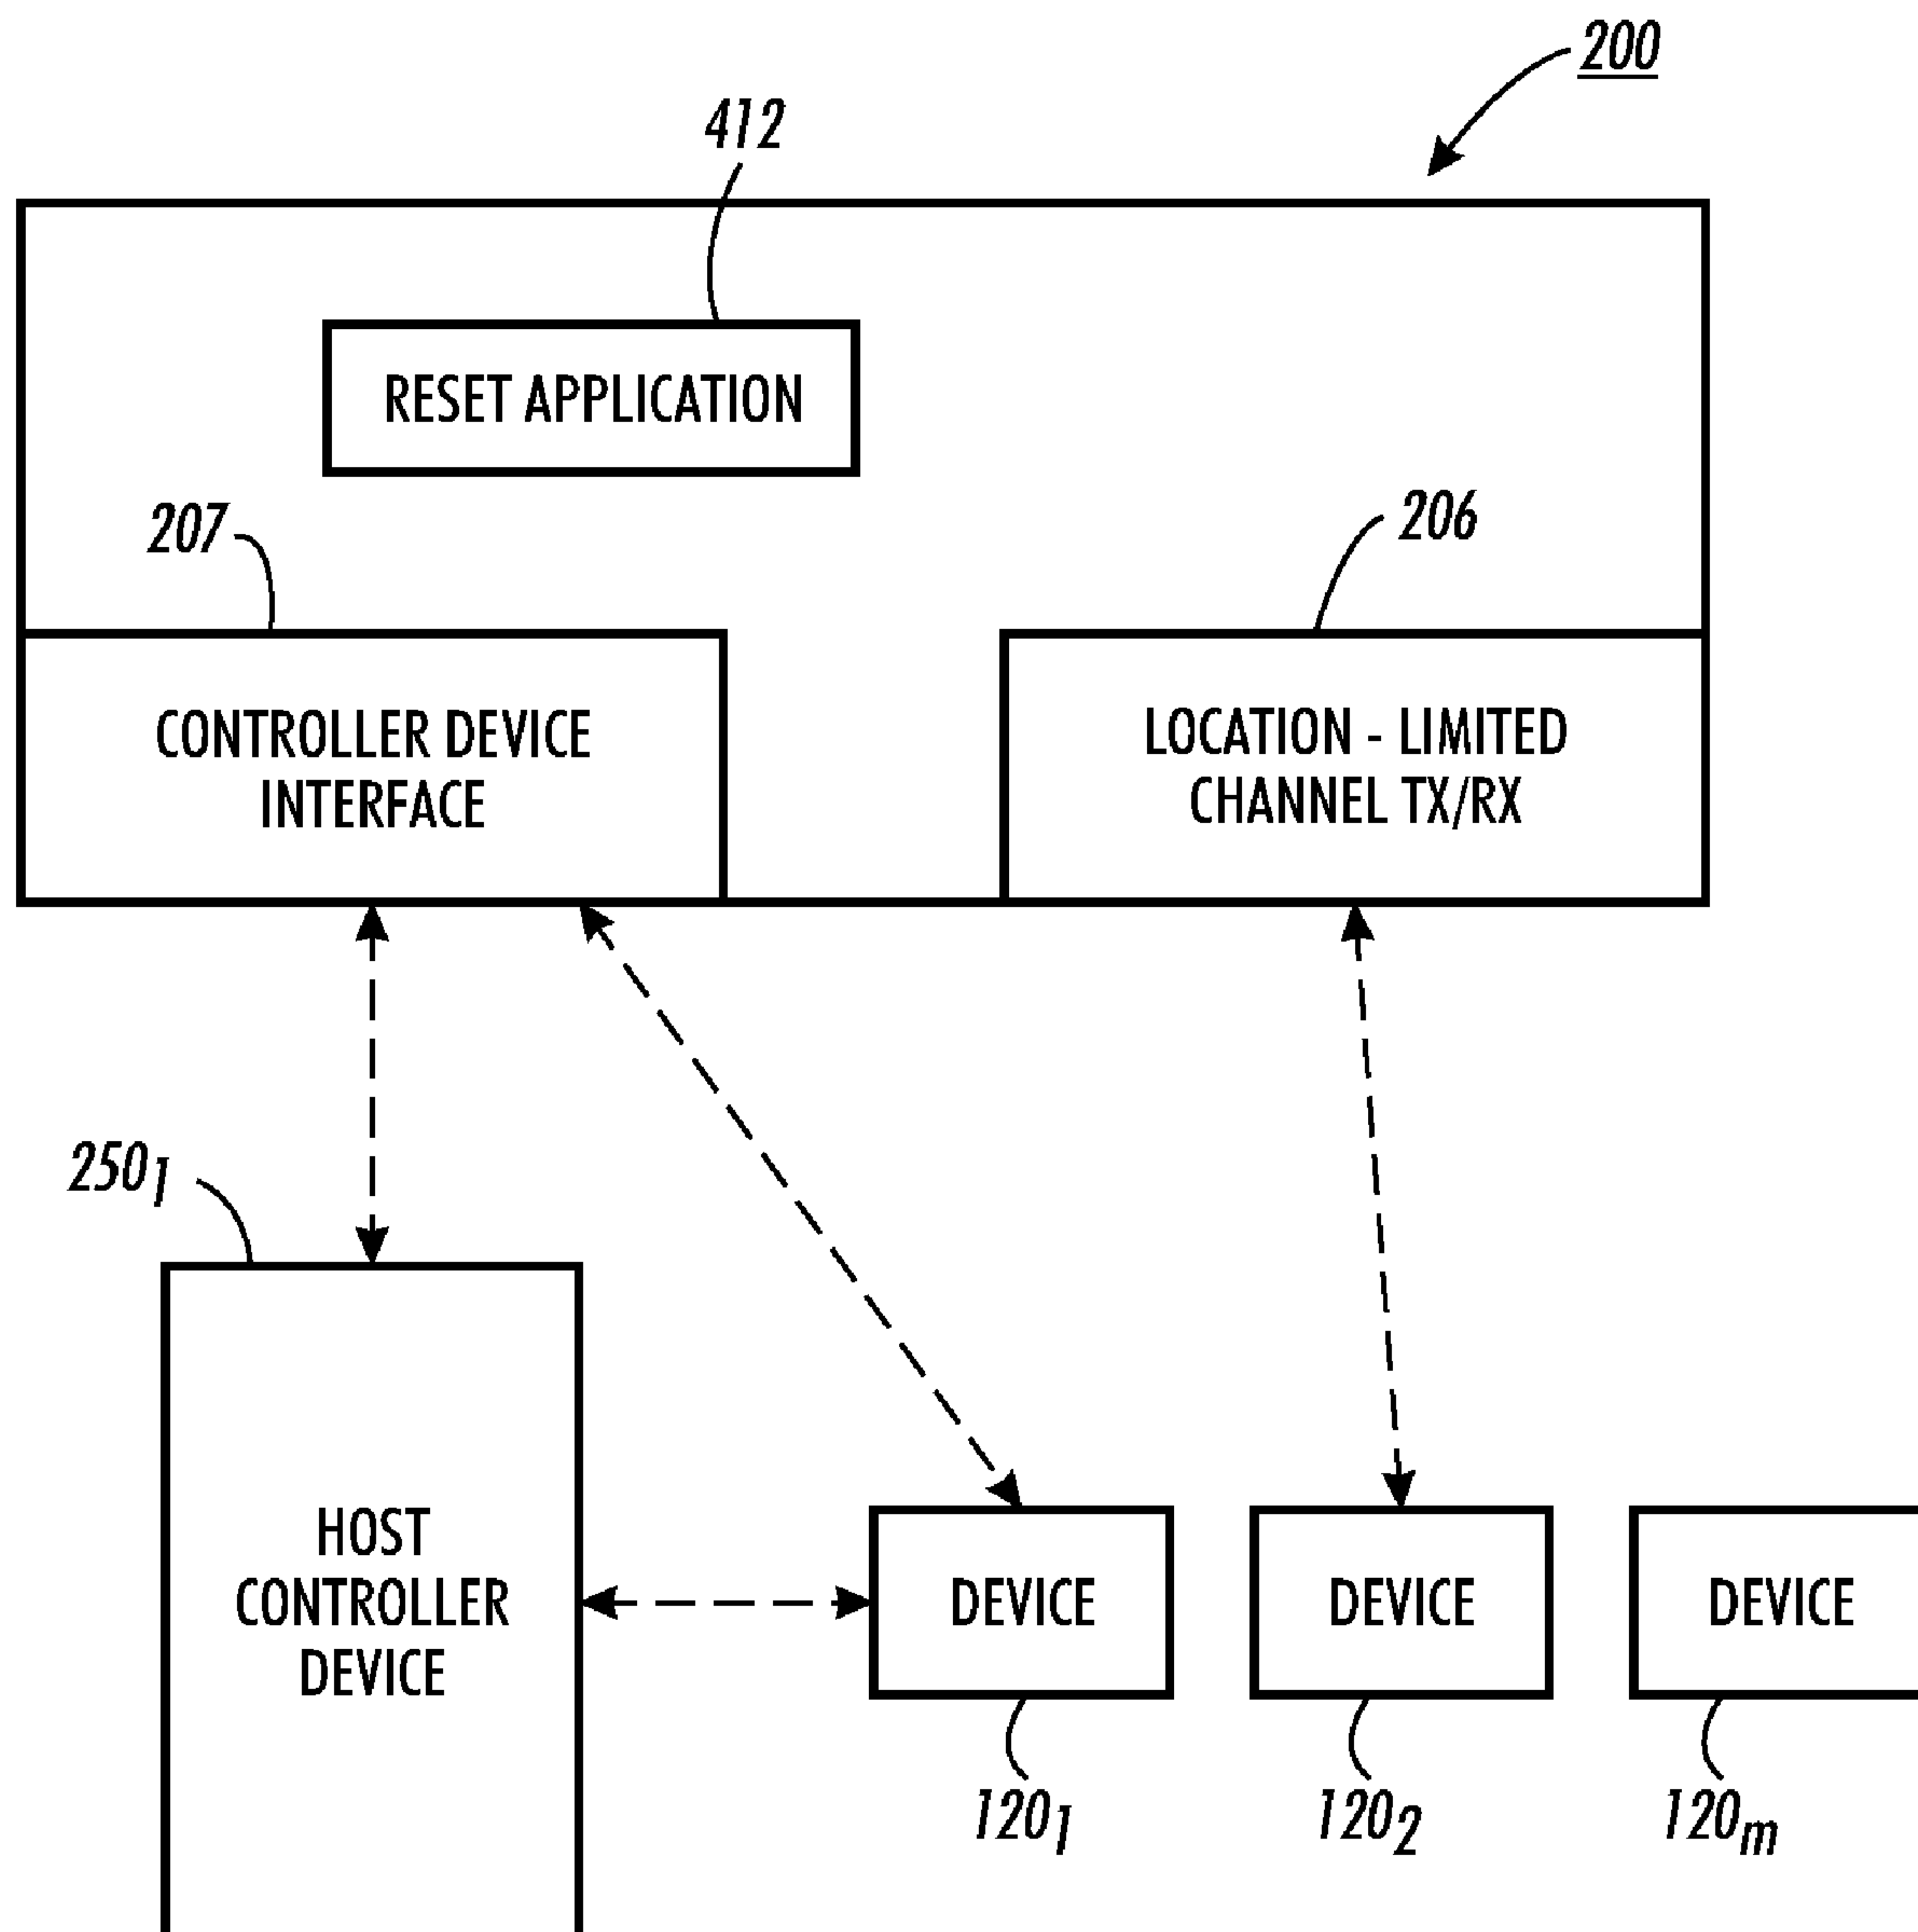 200
412
RESET APPLICATION
207
206
CONTROLLER DEVICE
INTERFACE
LOCATION - LIMITED
CHANNEL TX/RX
250₁
HOST
CONTROLLER
DEVICE
DEVICE
DEVICE
DEVICE
120₁
120₂
120ₘ